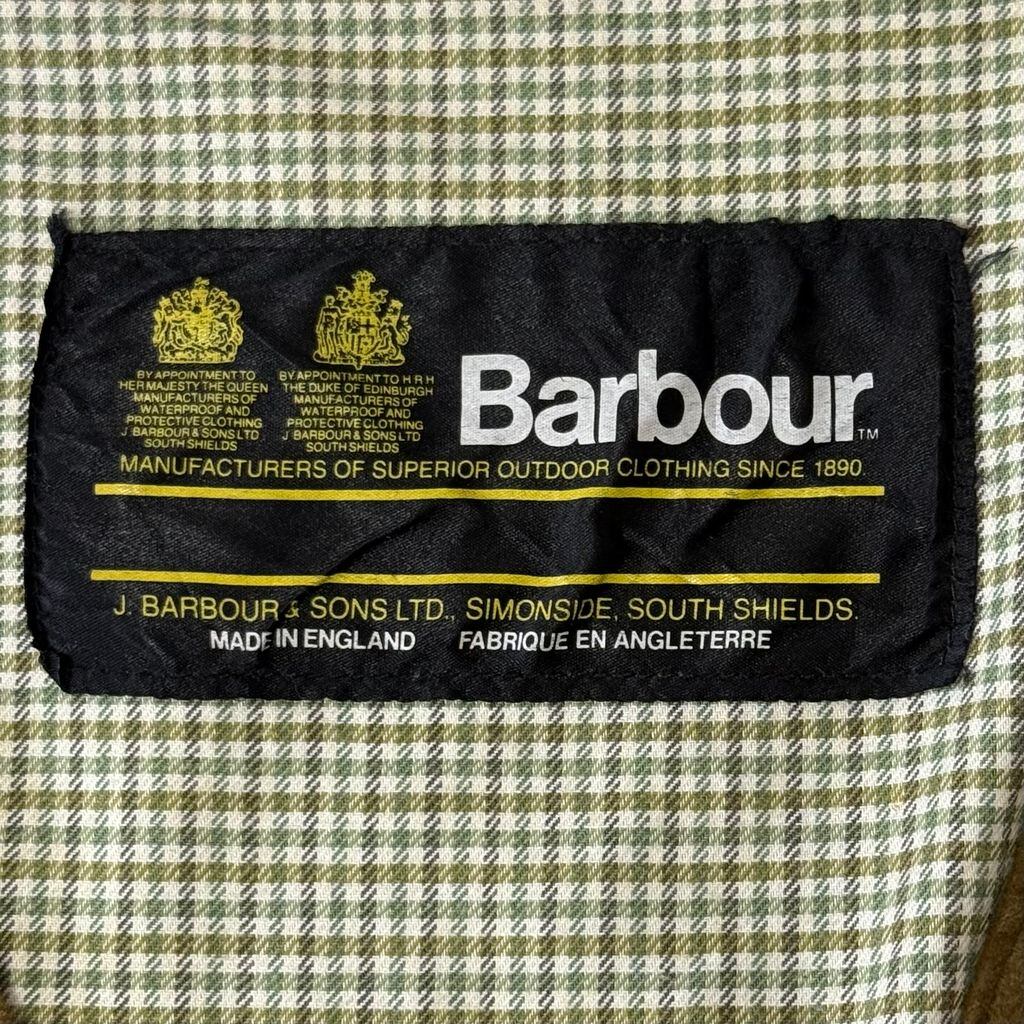 BY APPOINTMENT TO
HER MAJESTY THE QUEEN
MANUFACTURERS OF
WATERPROOF AND
PROTECTIVE CLOTHING
J BARBOUR & SONS LTD
SOUTH SHIELDS
BY APPOINTMENT TO H R H
THE DUKE OF EDINBURGH
MANUFACTURERS OF
WATERPROOF AND
PROTECTIVE CLOTHING
J BARBOUR & SONS LTD
SOUTH SHIELDS
Barbour™
MANUFACTURERS OF SUPERIOR OUTDOOR CLOTHING SINCE 1890.
J. BARBOUR & SONS LTD., SIMONSIDE, SOUTH SHIELDS.
MADE IN ENGLAND FABRIQUE EN ANGLETERRE